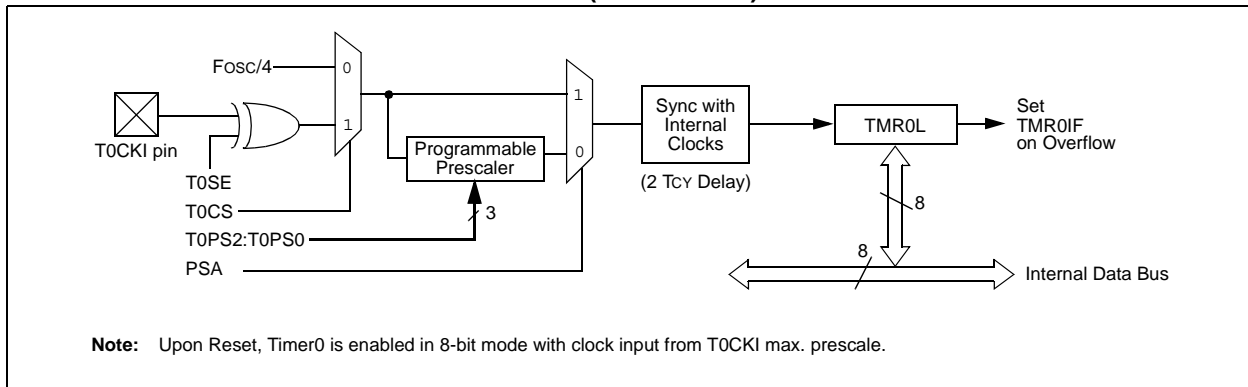 FOSC/4
0
1
T0CKI pin
T0SE
T0CS
T0PS2:T0PS0
PSA
Programmable
Prescaler
3
1
0
Sync with
Internal
Clocks
(2 TCY Delay)
TMR0L
Set
TMR0IF
on Overflow
8
8
Internal Data Bus
Note: Upon Reset, Timer0 is enabled in 8-bit mode with clock input from T0CKI max. prescale.